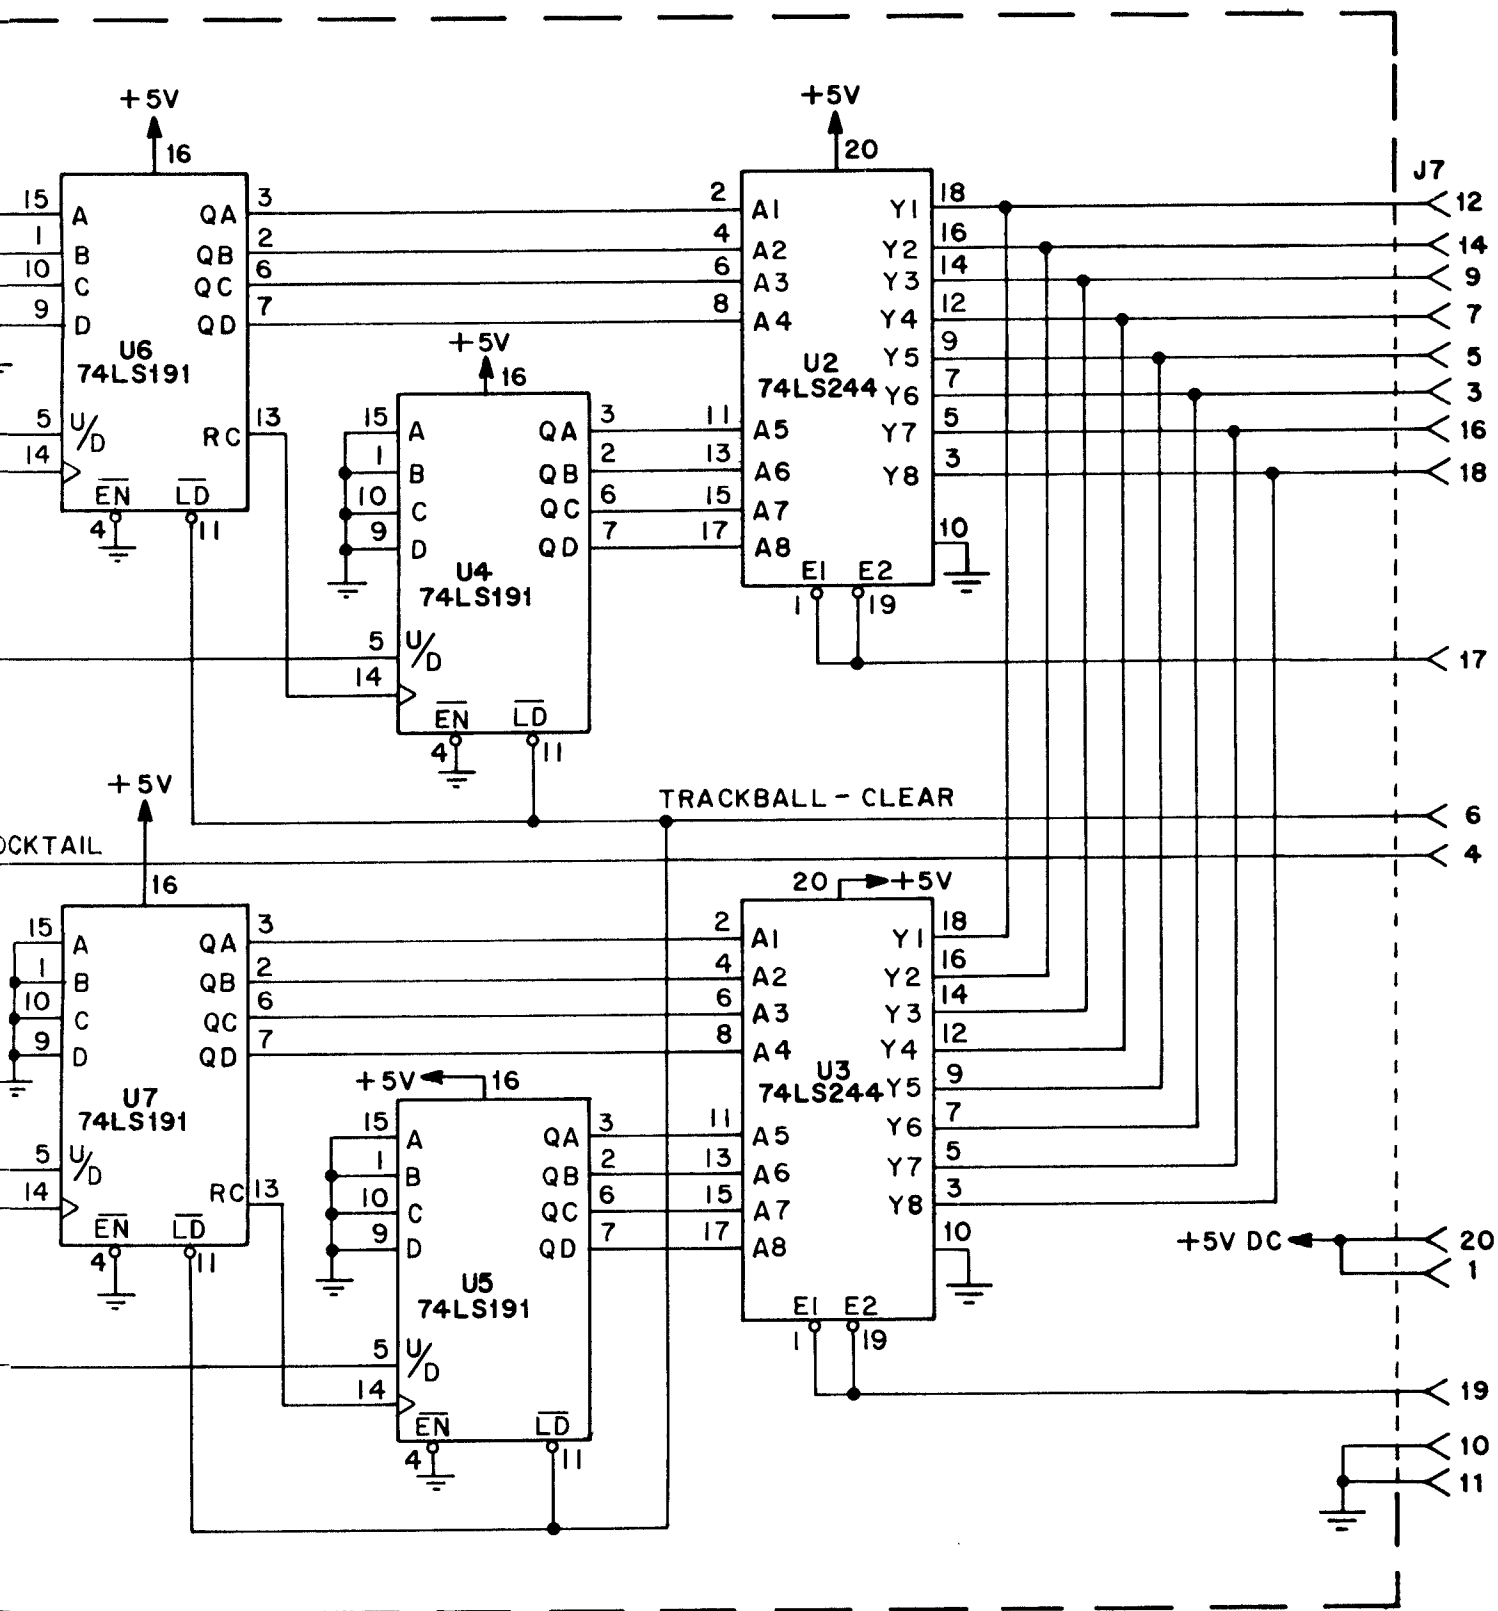 +5V
16
15 A QA 3
1 B QB 2
10 C QC 6
9 D QD 7
U6
74LS191
5 U/D RC 13
14
EN LD
4 11
+5V
16
15 A QA 3
1 B QB 2
10 C QC 6
9 D QD 7
U4
74LS191
5 U/D
14
EN LD
4 11
+5V
20
2 A1 Y1 18
4 A2 Y2 16
6 A3 Y3 14
8 A4 Y4 12
U2 Y5 9
74LS244 Y6 7
11 A5 Y7 5
13 A6 Y8 3
15 A7
17 A8 10
E1 E2
1 19
J7
12
14
9
7
5
3
16
18
17
TRACKBALL - CLEAR
6
OCKTAIL
4
+5V
16
15 A QA 3
1 B QB 2
10 C QC 6
9 D QD 7
U7
74LS191
5 U/D
14 RC 13
EN LD
4 11
+5V 16
15 A QA 3
1 B QB 2
10 C QC 6
9 D QD 7
U5
74LS191
5 U/D
14
EN LD
4 11
20 +5V
2 A1 Y1 18
4 A2 Y2 16
6 A3 Y3 14
8 A4 Y4 12
U3
74LS244 Y5 9
11 A5 Y6 7
13 A6 Y7 5
15 A7 Y8 3
17 A8 10
E1 E2
1 19
+5V DC 20
1
19
10
11